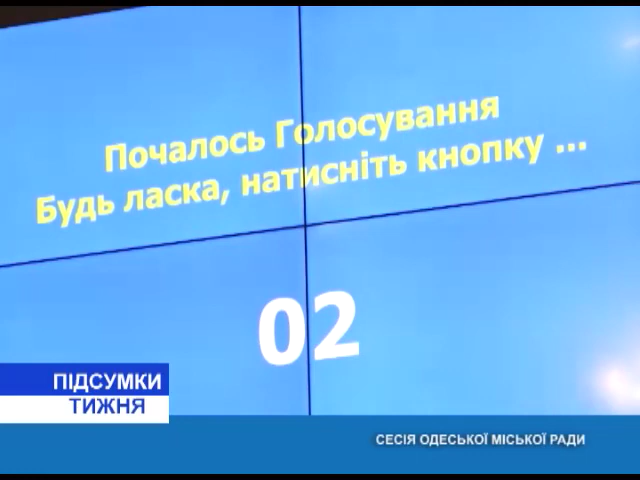 Почалось Голосування
Будь ласка, натисніть кнопку ...
02
ПІДСУМКИ
ТИЖНЯ
СЕСІЯ ОДЕСЬКОЇ МІСЬКОЇ РАДИ